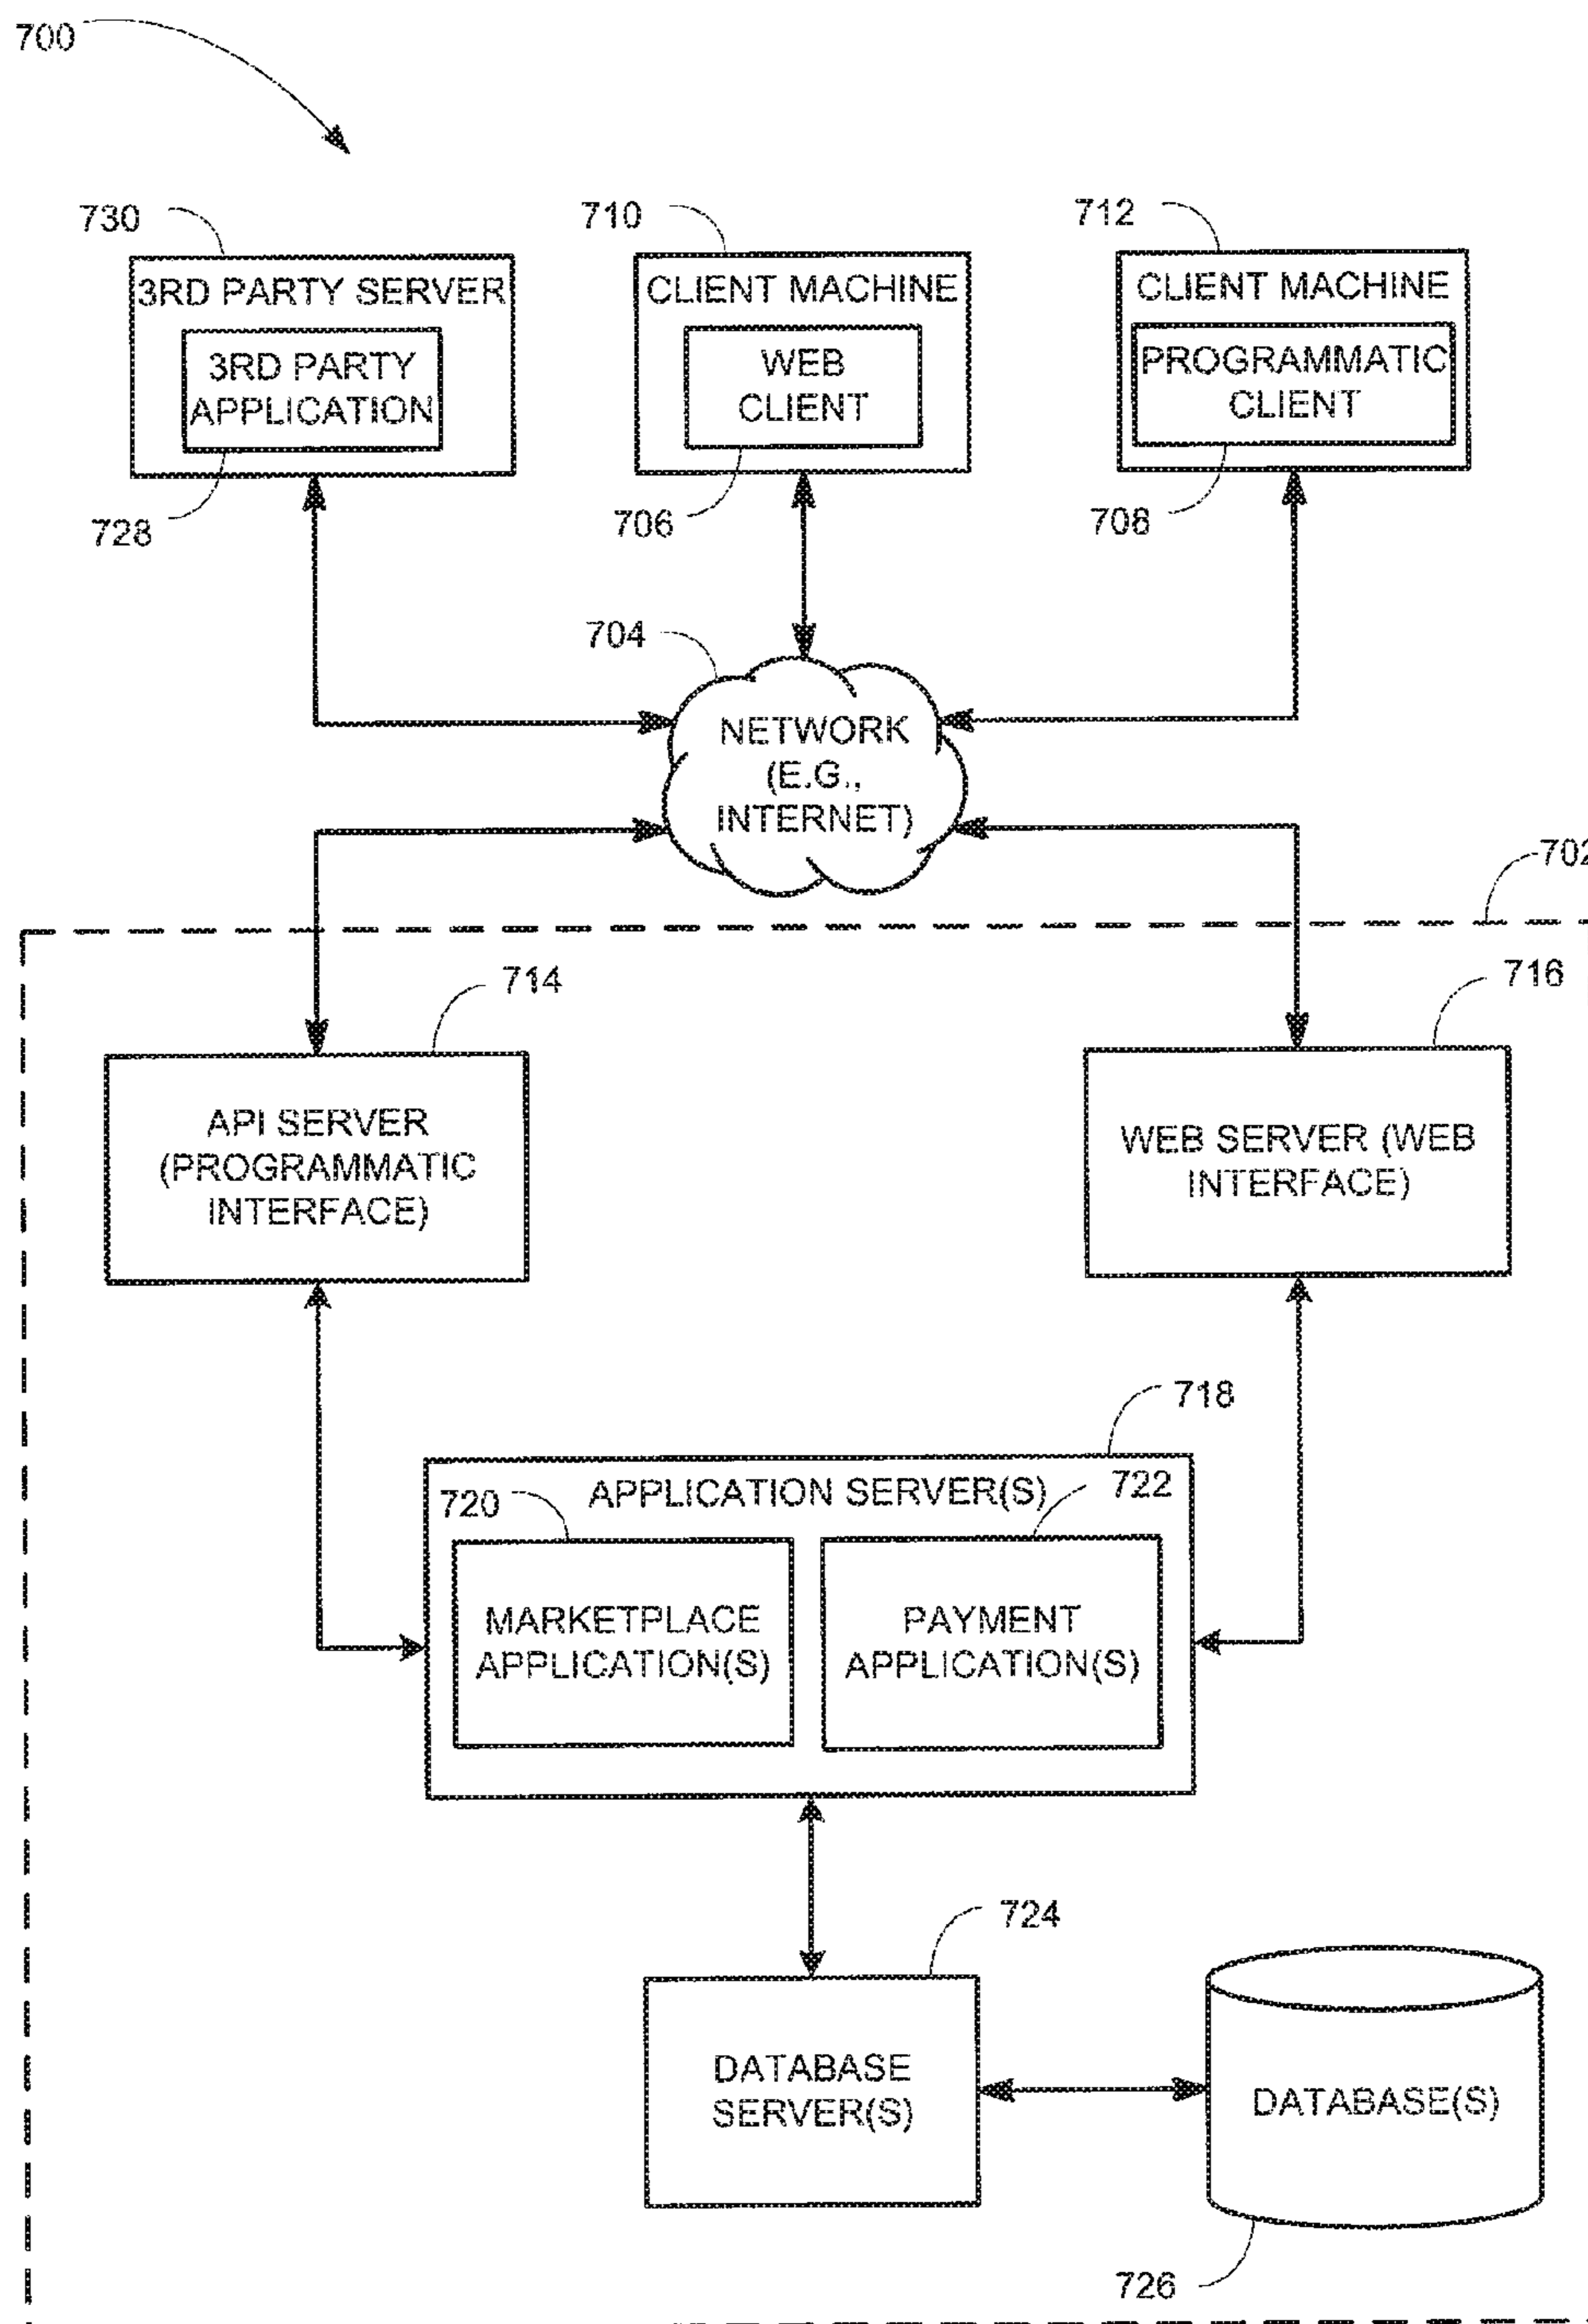 700
730
710
712
3RD PARTY SERVER
CLIENT MACHINE
CLIENT MACHINE
3RD PARTY
APPLICATION
WEB
CLIENT
PROGRAMMATIC
CLIENT
728
706
708
704
NETWORK
(E.G.,
INTERNET)
702
714
716
API SERVER
(PROGRAMMATIC
INTERFACE)
WEB SERVER (WEB
INTERFACE)
718
APPLICATION SERVER(S)
720
722
MARKETPLACE
APPLICATION(S)
PAYMENT
APPLICATION(S)
724
DATABASE
SERVER(S)
DATABASE(S)
726